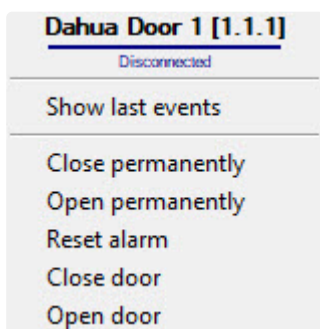 Dahua Door 1 [1.1.1]
Disconnected
Show last events
Close permanently
Open permanently
Reset alarm
Close door
Open door